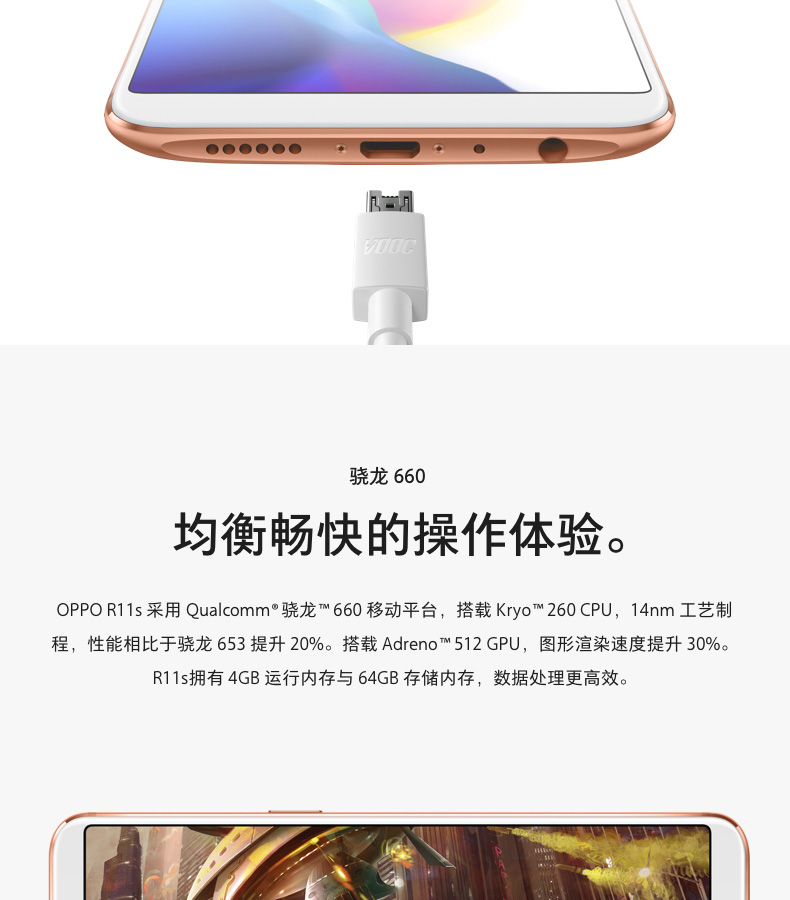 VOOC
骁龙 660
均衡畅快的操作体验。
OPPO R11s 采用 Qualcomm® 骁龙™ 660 移动平台，搭载 Kryo™ 260 CPU，14nm 工艺制
程，性能相比于骁龙 653 提升 20%。搭载 Adreno™ 512 GPU，图形渲染速度提升 30%。
R11s拥有 4GB 运行内存与 64GB 存储内存，数据处理更高效。